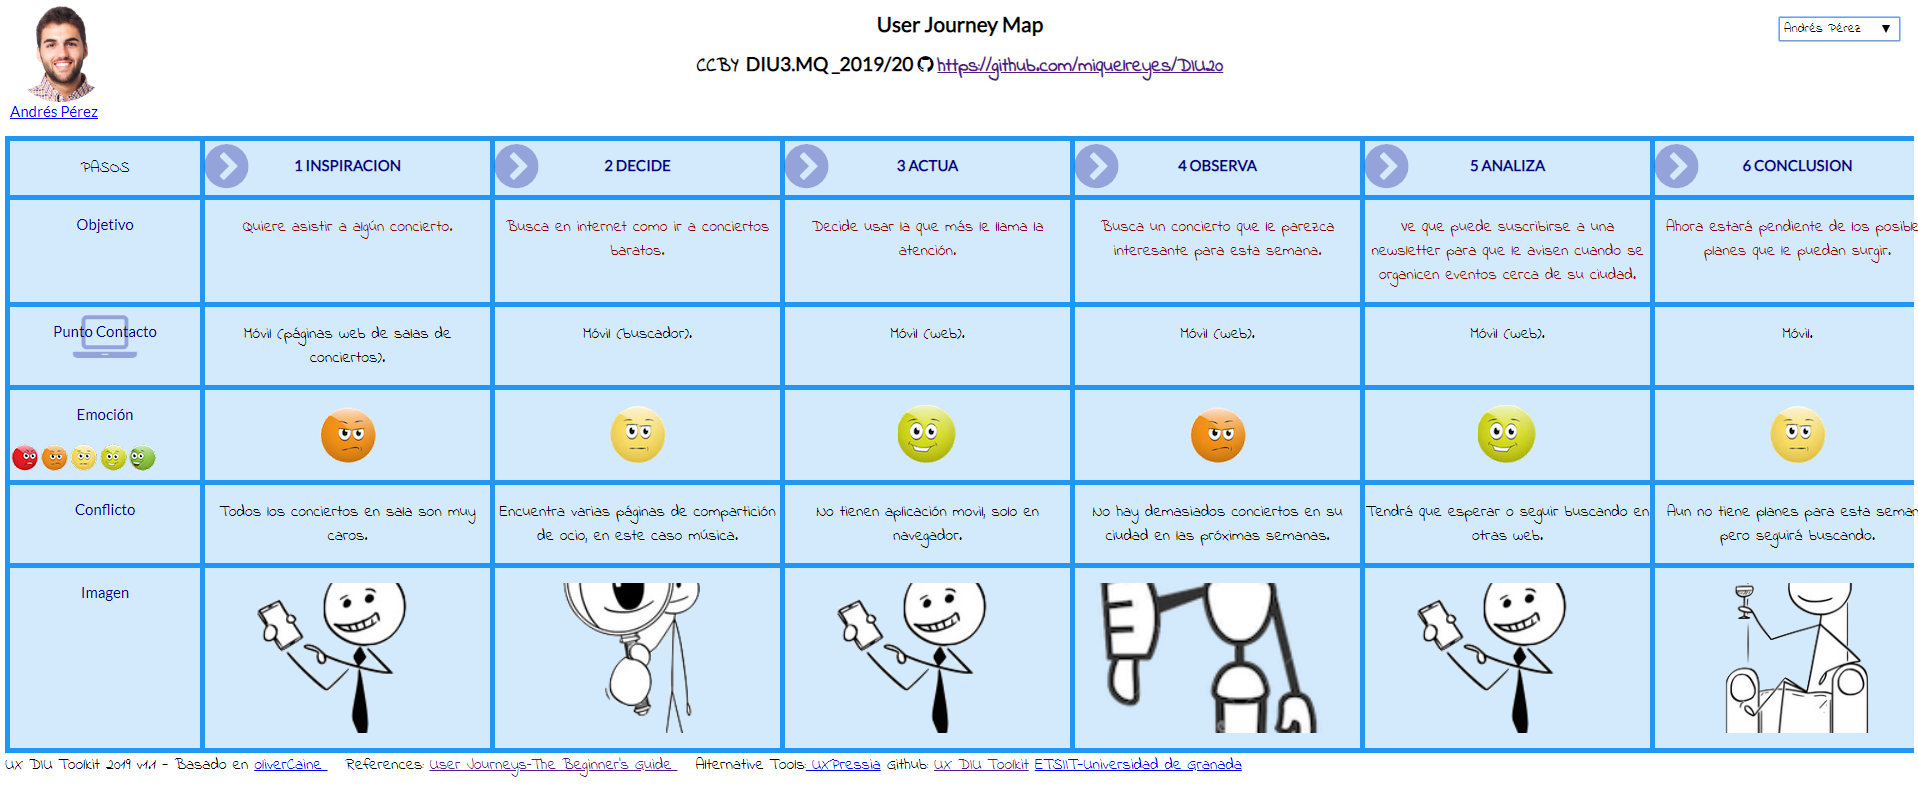 User Journey Map
Andrés Pérez ▼
CCBY DIU3.MQ_2019/20 https://github.com/miquelreyes/DIU20
Andrés Pérez
PASOS
1 INSPIRACION
2 DECIDE
3 ACTUA
4 OBSERVA
5 ANALIZA
6 CONCLUSION
Objetivo
Quiere asistir a algún concierto.
Busca en internet como ir a conciertos
baratos.
Decide usar la que más le llama la
atención.
Busca un concierto que le parezca
interesante para esta semana.
ve que puede suscribirse a una
newsletter para que le avisen cuando se
organicen eventos cerca de su ciudad.
Ahora estará pendiente de los posible
planes que le puedan surgir.
Punto Contacto
Móvil (páginas web de salas de
conciertos).
Móvil (buscador).
Móvil (web).
Móvil (web).
Móvil (web).
Móvil.
Emoción
Conflicto
Todos los conciertos en sala son muy
caros.
Encuentra varias páginas de compartición
de ocio, en este caso música.
No tienen aplicación movil, solo en
navegador.
No hay demasiados conciertos en su
ciudad en las próximas semanas.
Tendrá que esperar o seguir buscando en
otras web.
Aun no tiene planes para esta seman
pero seguirá buscando.
Imagen
UX DIU Toolkit 2019 v1.1 - Basado en oliverCaine References: User Journeys-The Beginner's Guide Alternative Tools: UXPressia Github: UX DIU Toolkit ETSIIT-Universidad de Granada